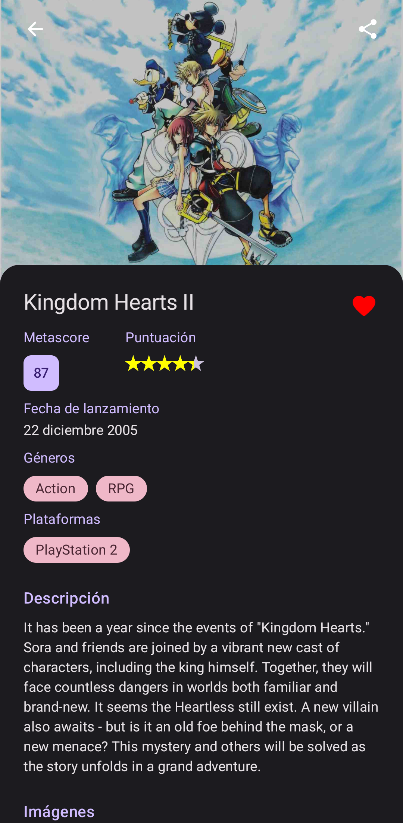 Kingdom Hearts II
Metascore Puntuación
87
Fecha de lanzamiento
22 diciembre 2005
Géneros
Action RPG
Plataformas
PlayStation 2
Descripción
It has been a year since the events of "Kingdom Hearts."
Sora and friends are joined by a vibrant new cast of
characters, including the king himself. Together, they will
face countless dangers in worlds both familiar and
brand-new. It seems the Heartless still exist. A new villain
also awaits - but is it an old foe behind the mask, or a
new menace? This mystery and others will be solved as
the story unfolds in a grand adventure.
Imágenes